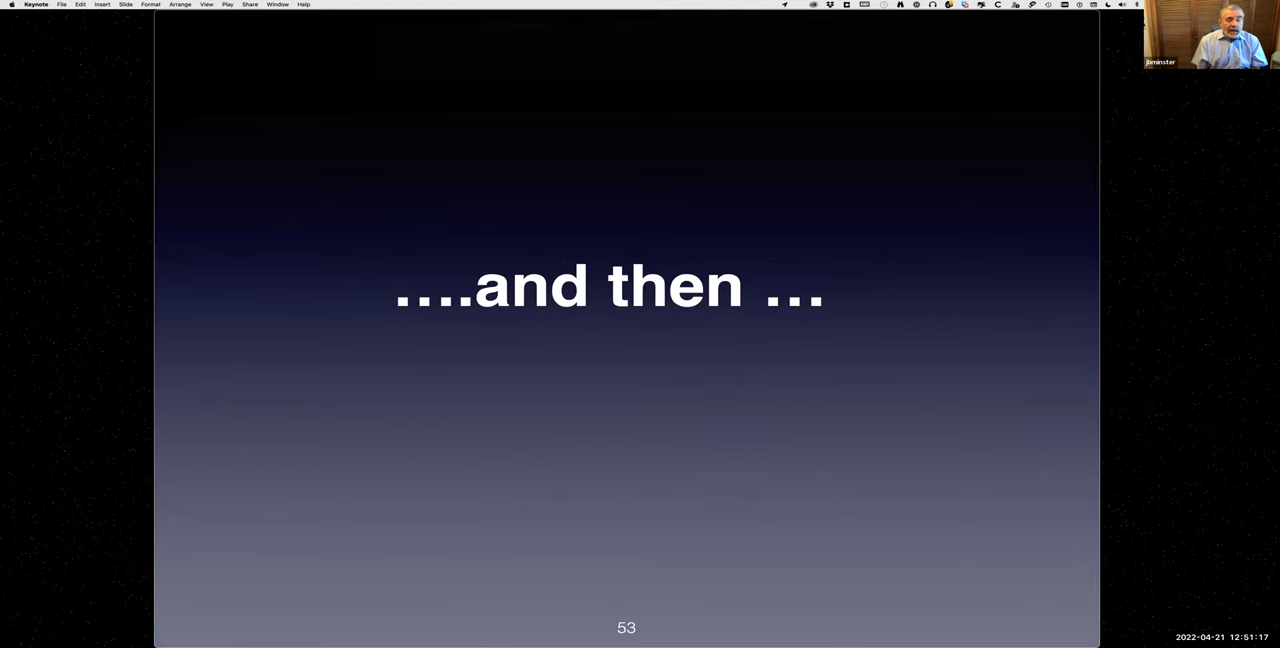 Keynote File Edit Insert Slide Format Arrange View Play Share Window Help
jbminster
....and then ...
53
2022-04-21 12:51:17